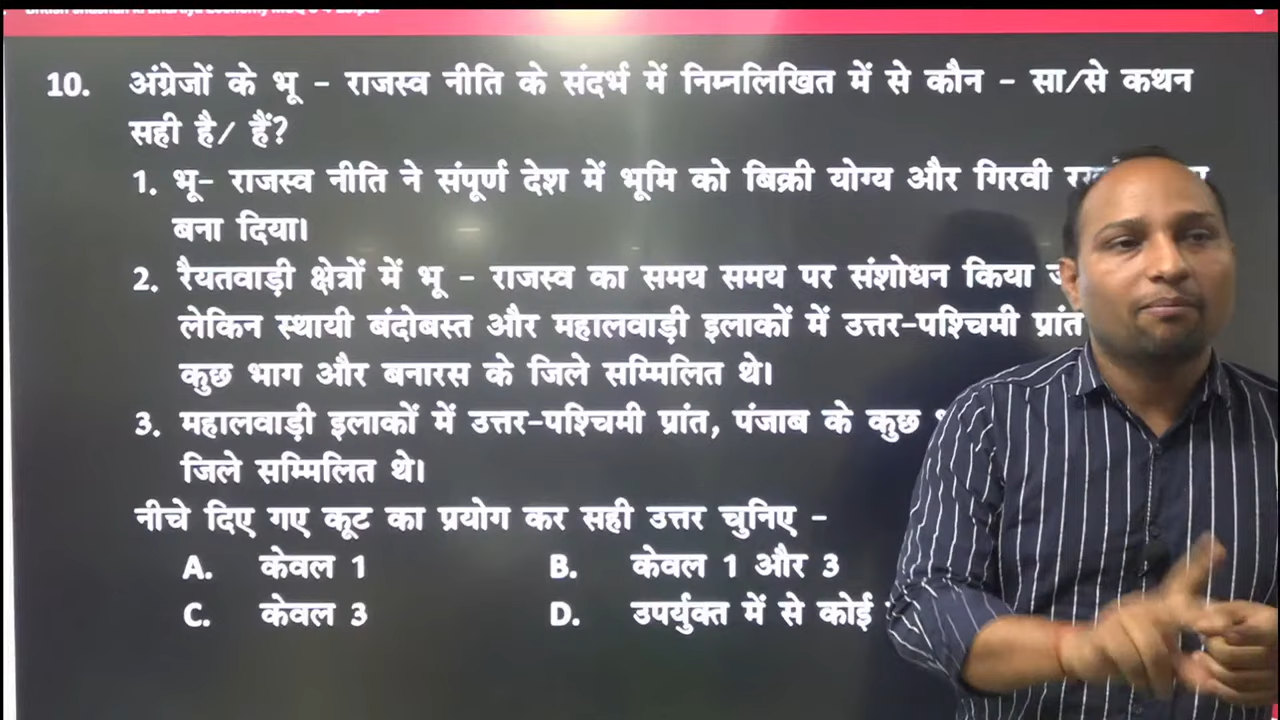 10. अंग्रेजों के भू - राजस्व नीति के संदर्भ में निम्नलिखित में से कौन - सा/से कथन
सही है/ हैं?
1. भू- राजस्व नीति ने संपूर्ण देश में भूमि को बिक्री योग्य और गिरवी
बना दिया।
2. रैयतवाड़ी क्षेत्रों में भू - राजस्व का समय समय पर संशोधन किया
लेकिन स्थायी बंदोबस्त और महालवाड़ी इलाकों में उत्तर-पश्चिमी प्रांत
कुछ भाग और बनारस के जिले सम्मिलित थे।
3. महालवाड़ी इलाकों में उत्तर-पश्चिमी प्रांत, पंजाब के कुछ
जिले सम्मिलित थे।
नीचे दिए गए कूट का प्रयोग कर सही उत्तर चुनिए -
A. केवल 1 B. केवल 1 और 3
C. केवल 3 D. उपर्युक्त में से कोई